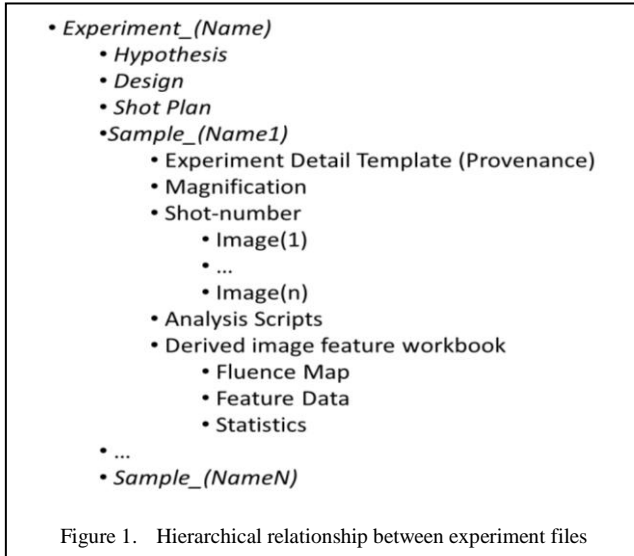 • Experiment_(Name)
• Hypothesis
• Design
• Shot Plan
•Sample_(Name1)
• Experiment Detail Template (Provenance)
• Magnification
• Shot-number
• Image(1)
• ...
• Image(n)
• Analysis Scripts
• Derived image feature workbook
• Fluence Map
• Feature Data
• Statistics
• ...
• Sample_(NameN)
Figure 1. Hierarchical relationship between experiment files